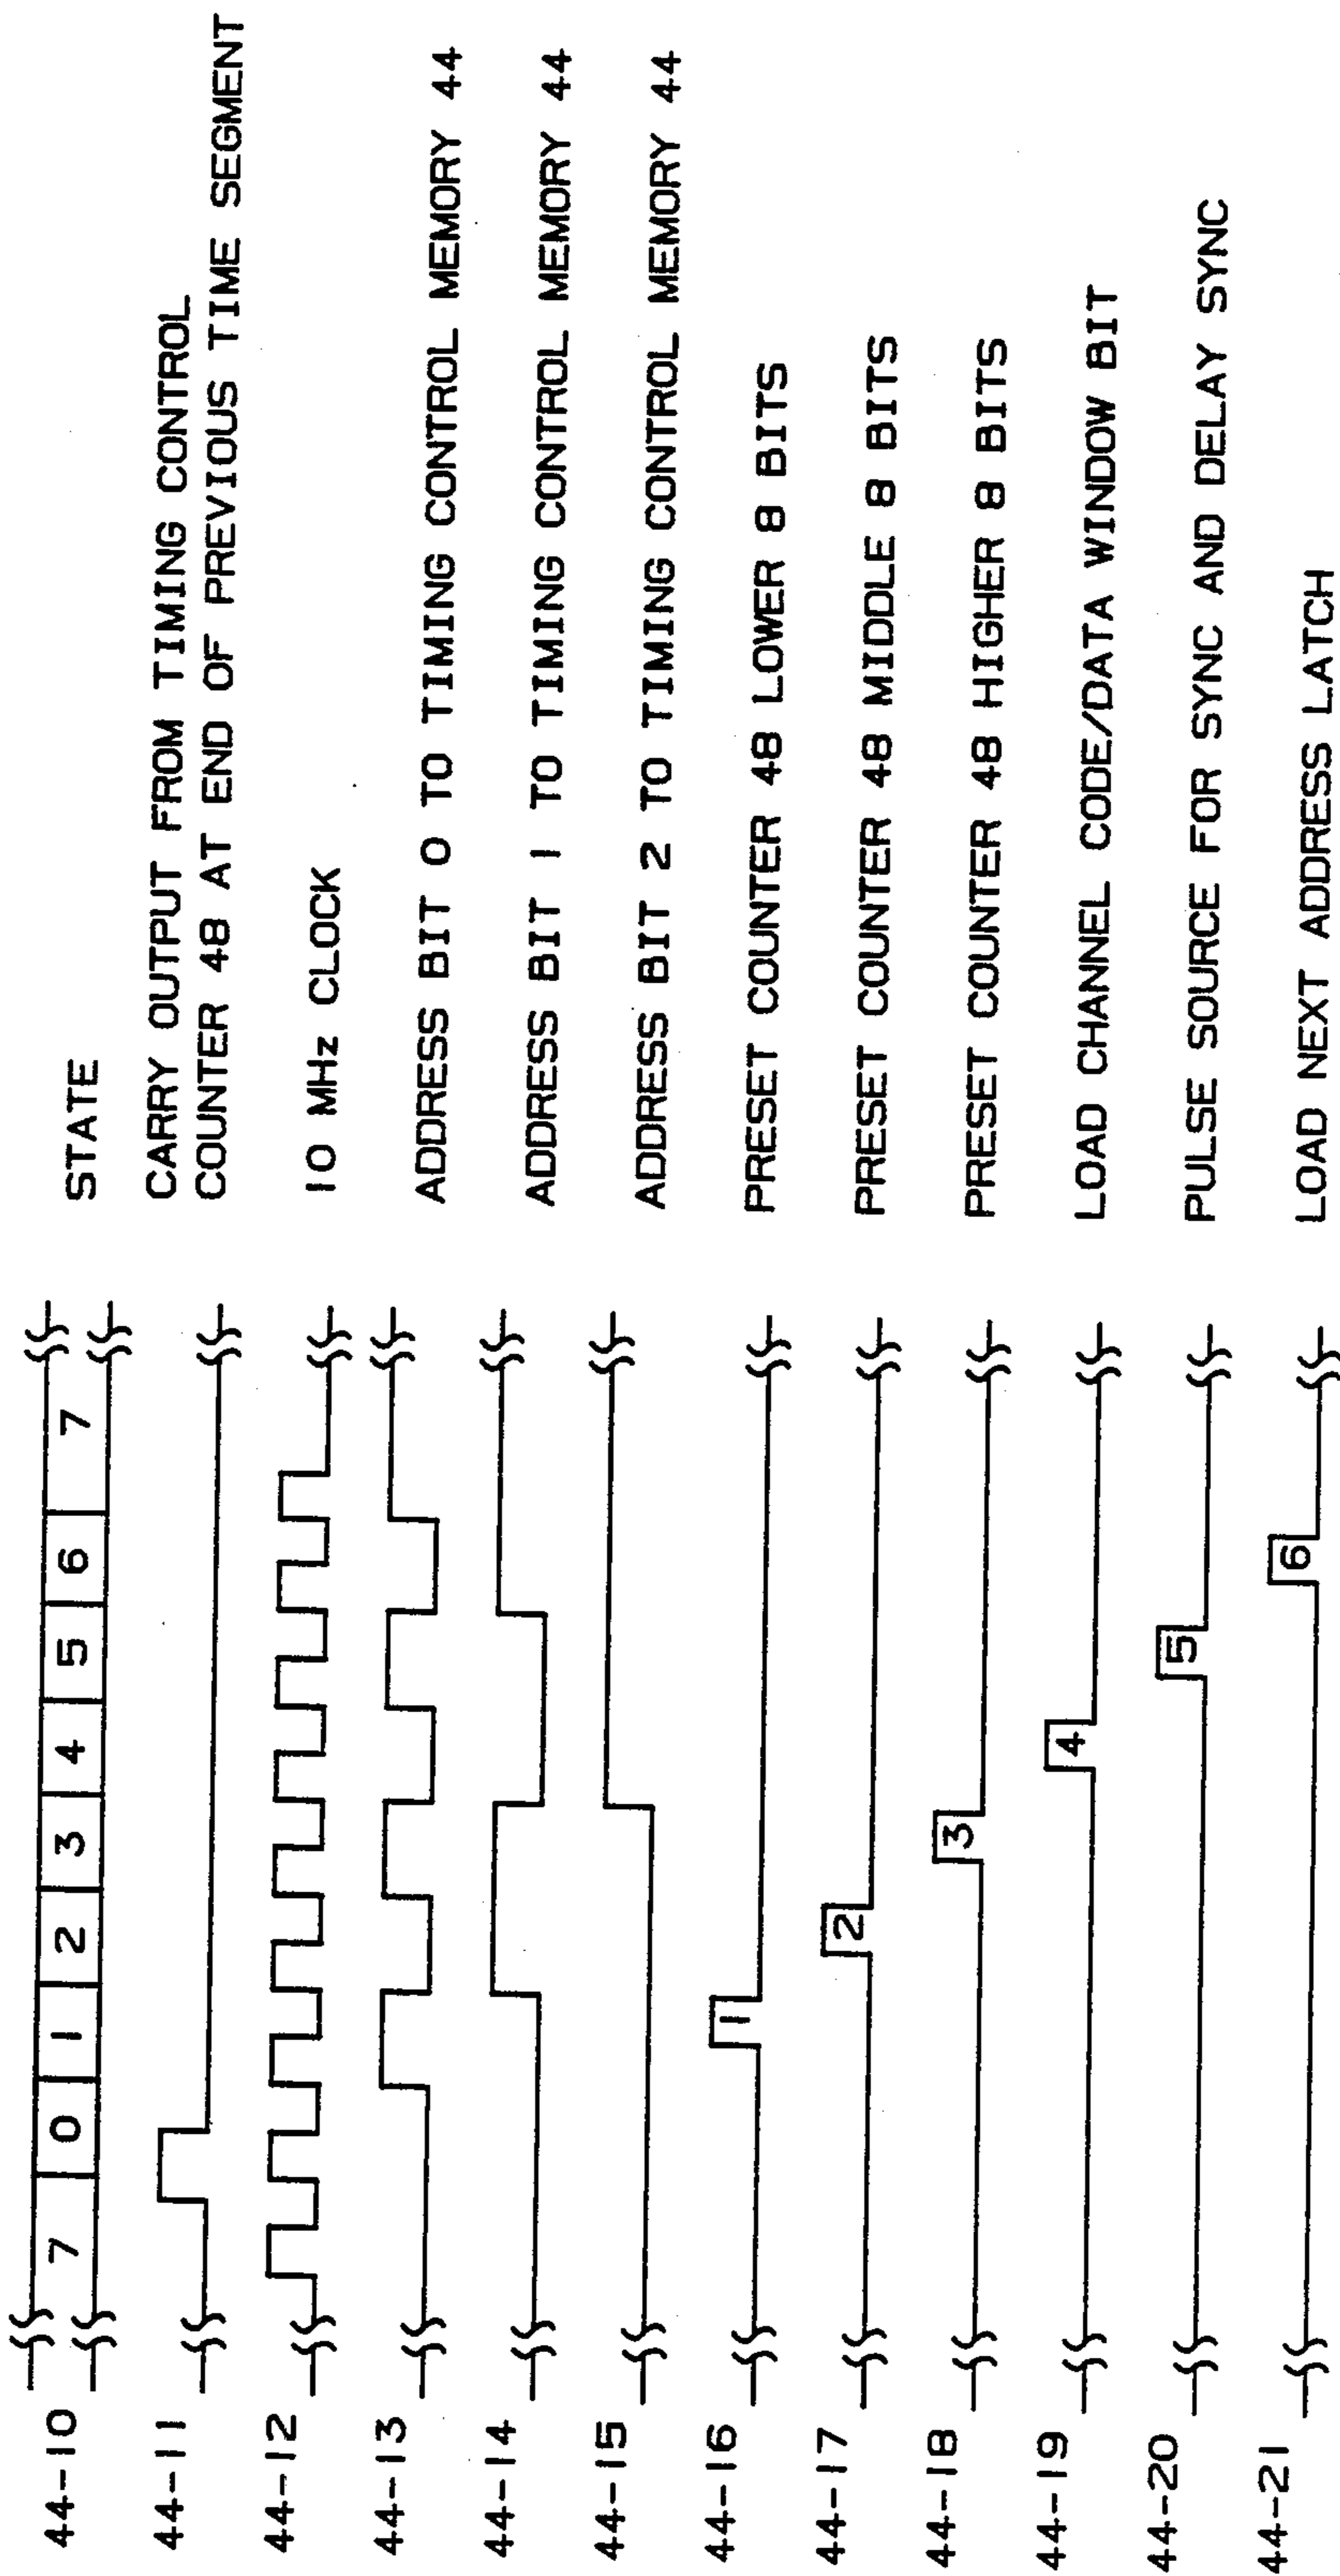 44-10 7 0 1 2 3 4 5 6 7 STATE
44-11 CARRY OUTPUT FROM TIMING CONTROL
COUNTER 48 AT END OF PREVIOUS TIME SEGMENT
44-12 10 MHz CLOCK
44-13 ADDRESS BIT 0 TO TIMING CONTROL MEMORY 44
44-14 ADDRESS BIT 1 TO TIMING CONTROL MEMORY 44
44-15 ADDRESS BIT 2 TO TIMING CONTROL MEMORY 44
44-16 1 PRESET COUNTER 48 LOWER 8 BITS
44-17 2 PRESET COUNTER 48 MIDDLE 8 BITS
44-18 3 PRESET COUNTER 48 HIGHER 8 BITS
44-19 4 LOAD CHANNEL CODE/DATA WINDOW BIT
44-20 5 PULSE SOURCE FOR SYNC AND DELAY SYNC
44-21 6 LOAD NEXT ADDRESS LATCH